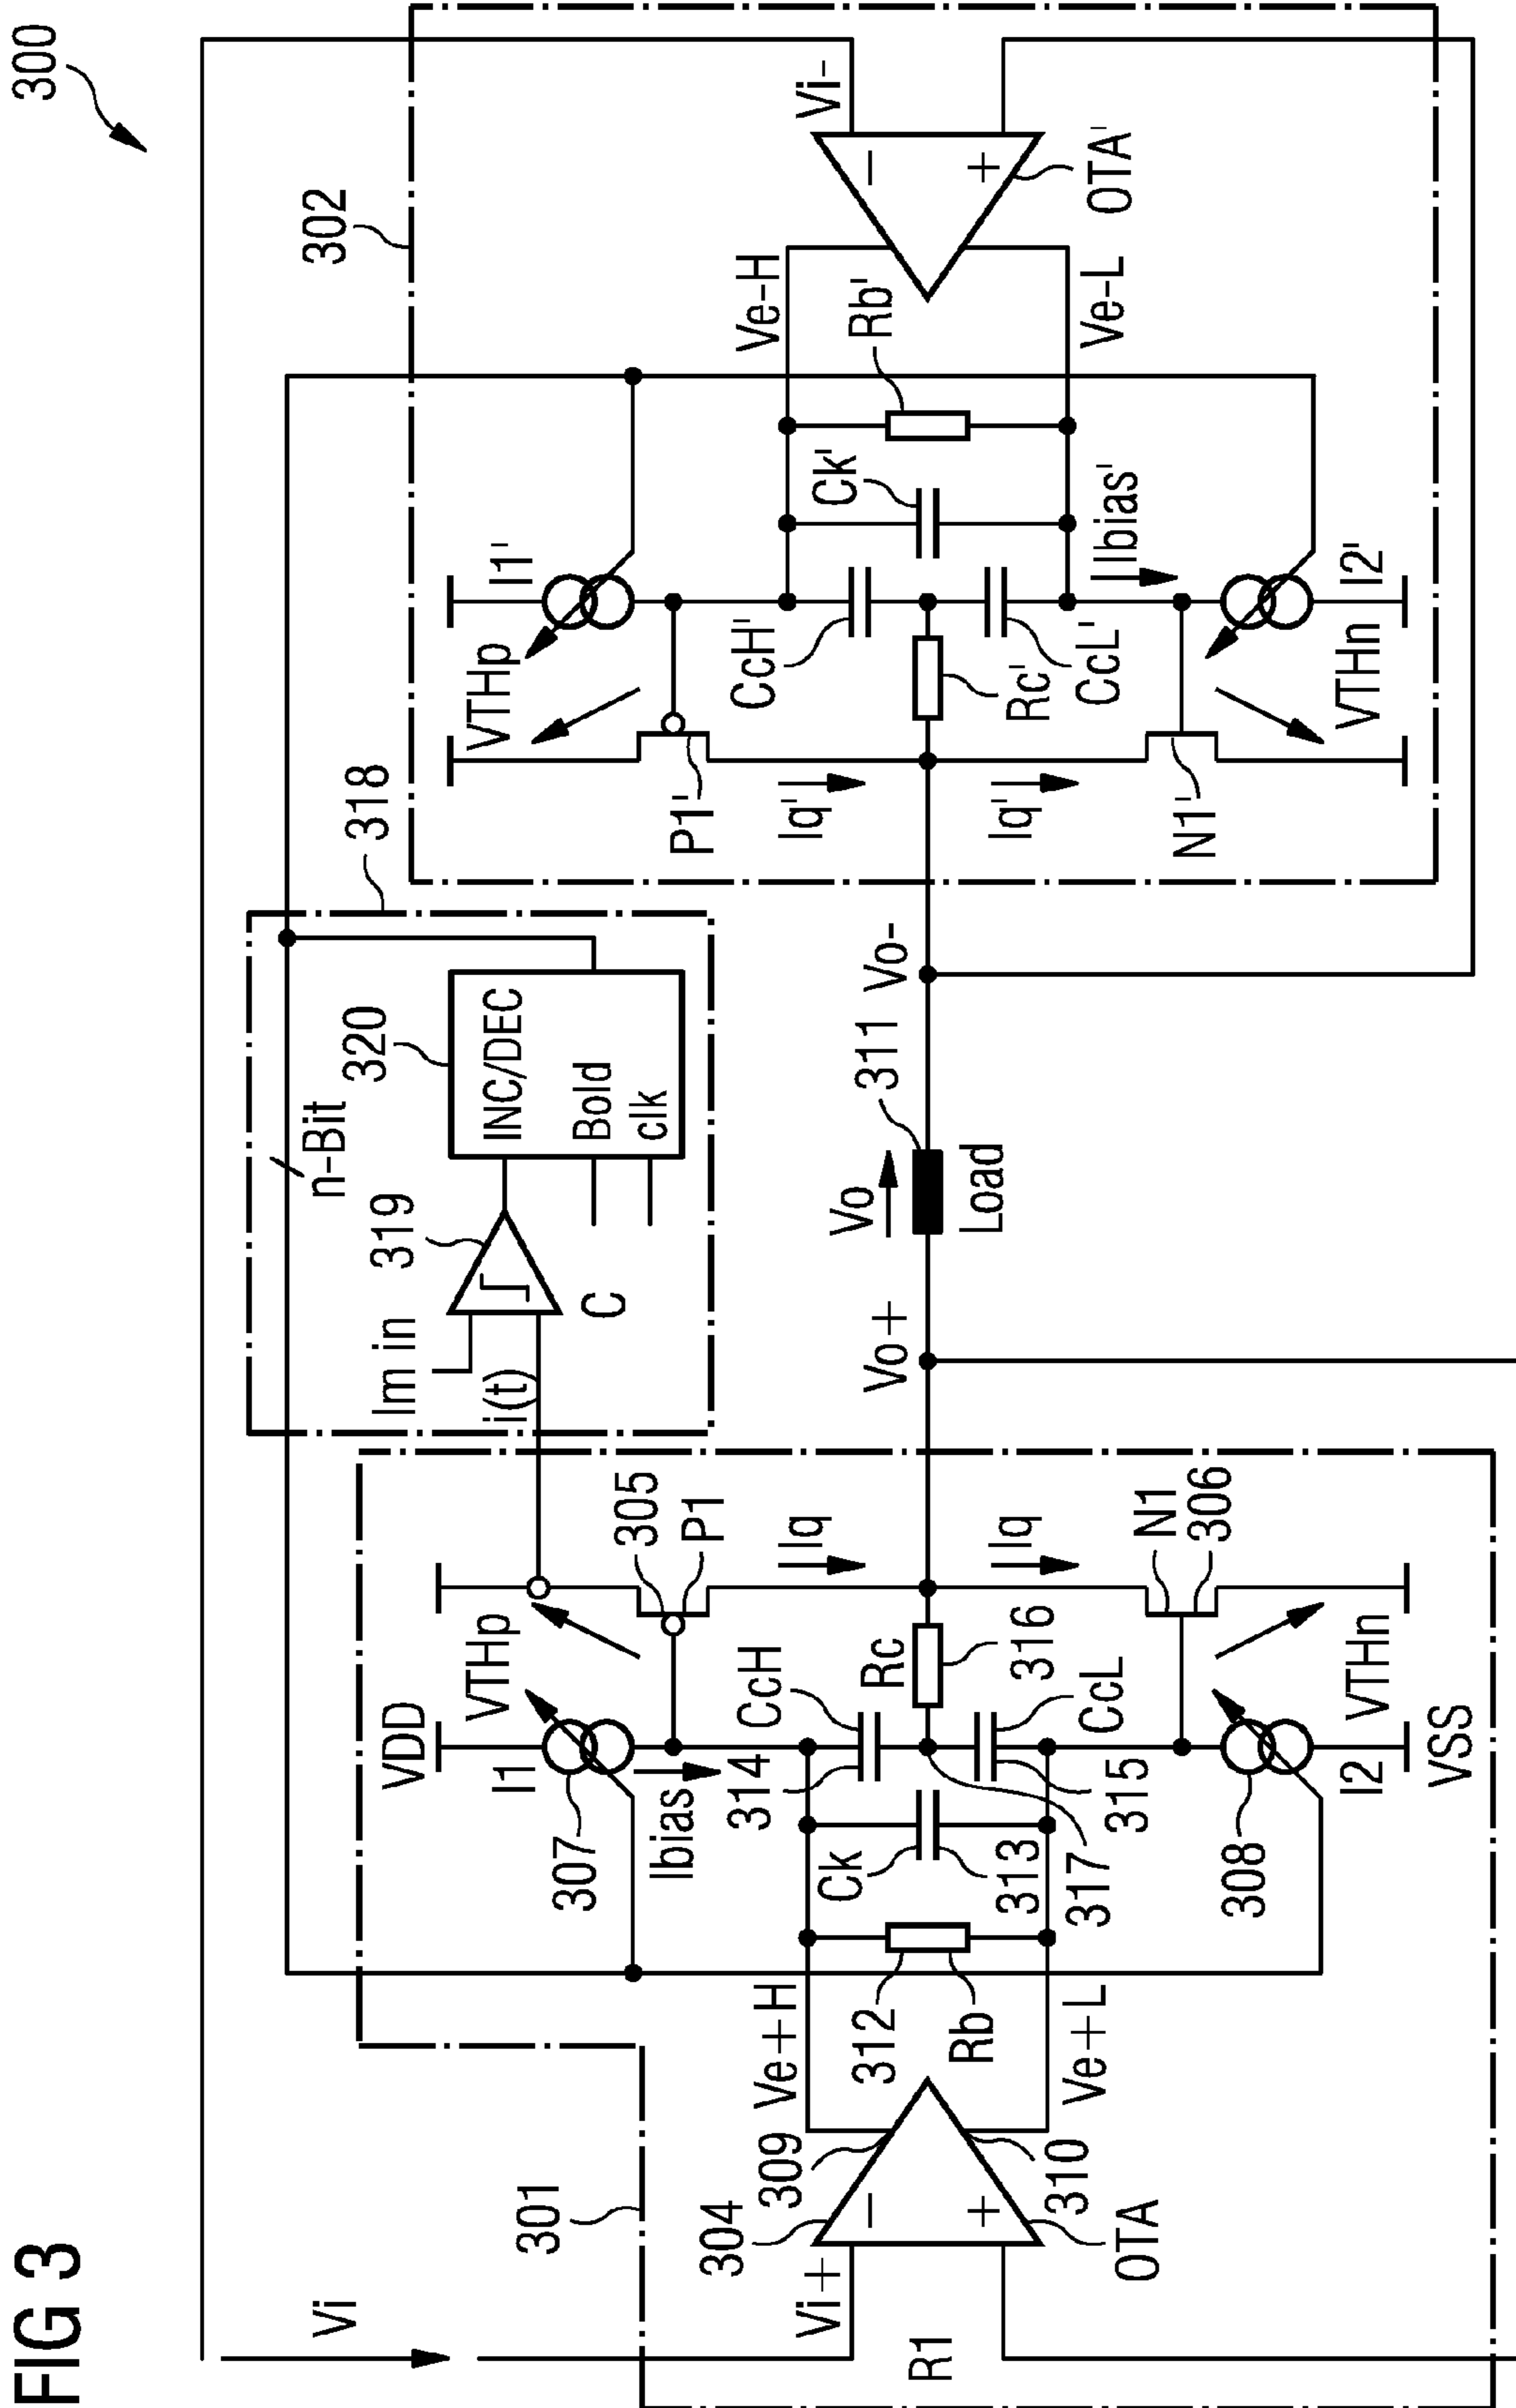 FIG 3
300
Vi
301
304
Vi+
R1
OTA
309
310
Ve+H
Ve+L
312
Rb
Ck
313
317
314
315
CcH
CcL
Rc
316
VDD
I1
307
Ibias
VTHp
305
P1
Iq
Iq
N1
306
VTHn
308
I2
VSS
Vo+
Vo
311
Load
Vo-
318
n-Bit
Im in
i(t)
C
319
320
INC/DEC
Bold
clk
302
VTHp
I1'
P1'
Iq'
Iq'
N1'
VTHn
I2'
Ibias'
CcH'
Rc'
CcL'
Ck'
Rb'
Ve-H
Ve-L
Vi-
OTA'